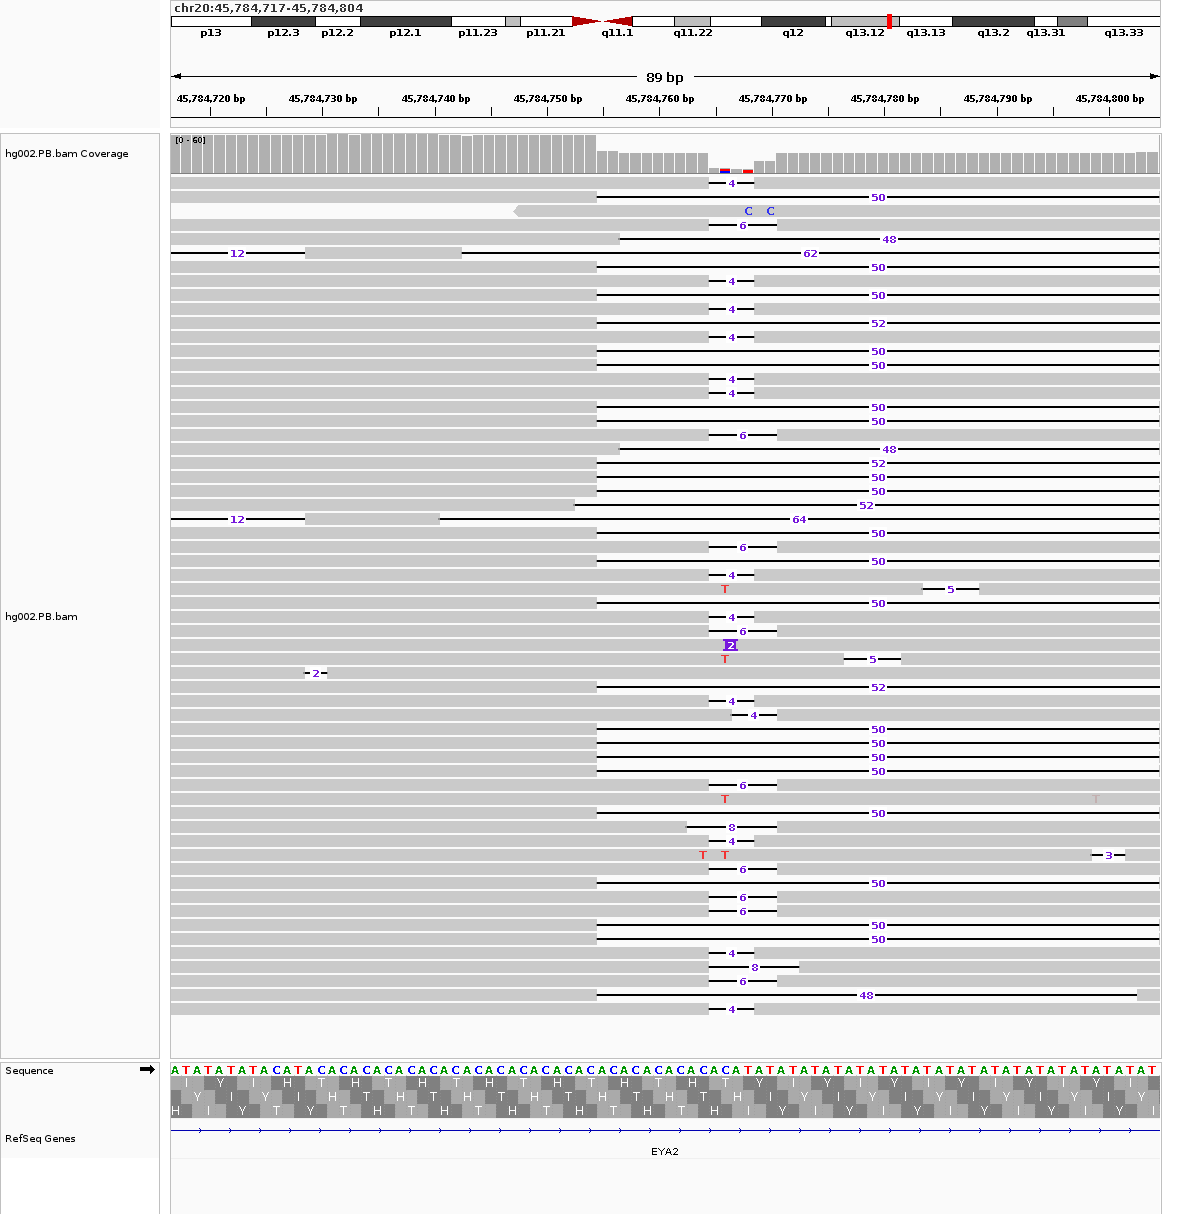 chr20:45,784,717-45,784,804
p13 p12.3 p12.2 p12.1 p11.23 p11.21 q11.1 q11.22 q12 q13.12 q13.13 q13.2 q13.31 q13.33
89 bp
45,784,720 bp 45,784,730 bp 45,784,740 bp 45,784,750 bp 45,784,760 bp 45,784,770 bp 45,784,780 bp 45,784,790 bp 45,784,800 bp
[0 - 60]
hg002.PB.bam Coverage
4
50
C C
6
48
12 62
50
4
50
4
52
4
50
50
4
4
50
50
6
48
52
50
50
52
12 64
50
6
50
4
T 5
50
4
hg002.PB.bam
6
2
T 5
2
52
4
4
50
50
50
50
6
T T
50
8
4
T T 3
6
50
6
6
50
50
4
8
6
48
4
Sequence
ATATATATACATACACACACACACACACACACACACACACACACACACACATATATATATATATATATATATATATATATATATATAT
I Y I H T H T H T H T H T H T H T Y I Y I Y I Y I Y I Y I
Y I Y I H T H T H T H T H T H T H I Y I Y I Y I Y I Y I Y
H I Y T Y T H T H T H T H T H T H I Y I Y I Y I Y I Y I Y I
RefSeq Genes
EYA2